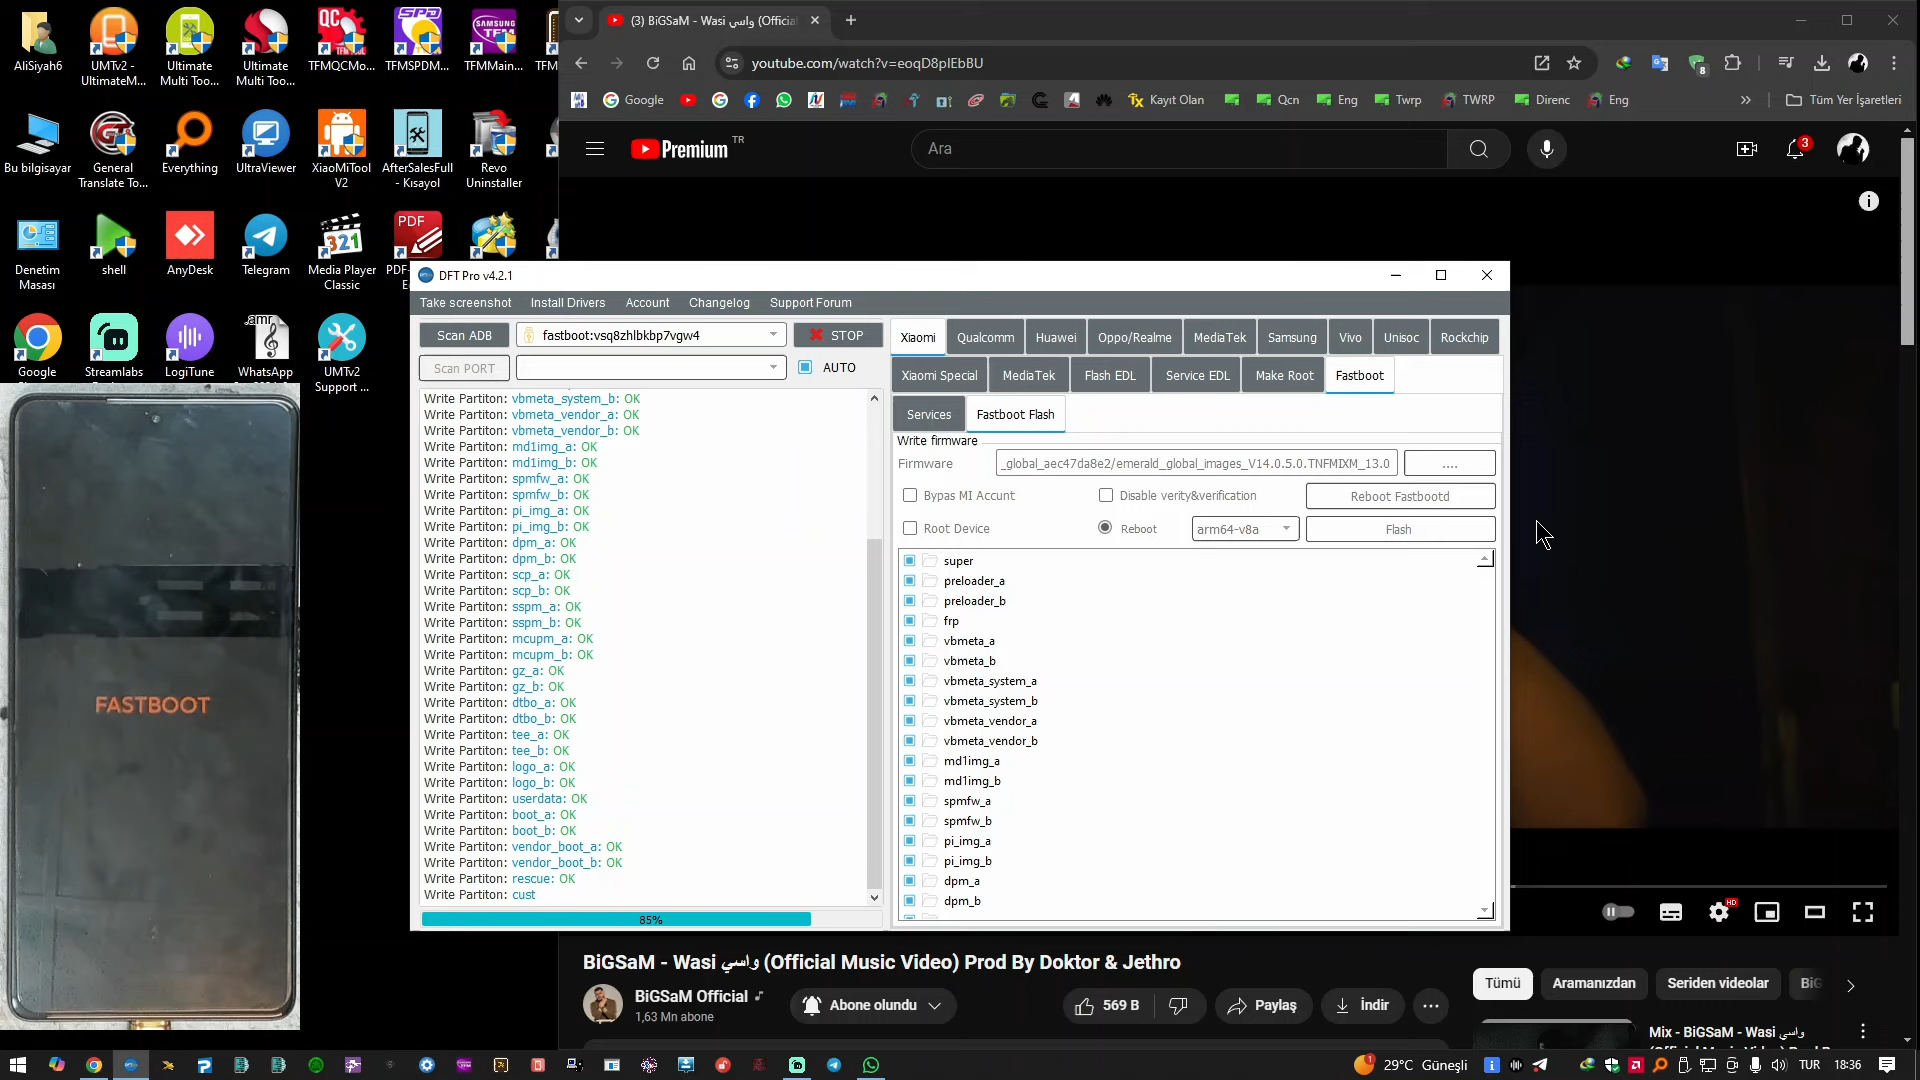 AliSiyah6
UMTv2 - UltimateM...
Ultimate Multi Too...
Ultimate Multi Too...
TFMQCMo...
TFMSPDM...
TFMMain...
TFM
Bu bilgisayar
General Translate To...
Everything
UltraViewer
XiaoMiTool V2
AfterSalesFull - Kısayol
Revo Uninstaller
Denetim Masası
shell
AnyDesk
Telegram
Media Player Classic
PDF-
Google
Streamlabs
LogiTune
WhatsApp
.amr
UMTv2 Support ...
FASTBOOT
(3) BiGSaM - Wasi واسي (Official
youtube.com/watch?v=eoqD8pIEbBU
Google
Kayıt Olan
Qcn
Eng
Twrp
TWRP
Direnc
Eng
Tüm Yer İşaretleri
Premium TR
Ara
3
DFT Pro v4.2.1
Take screenshot Install Drivers Account Changelog Support Forum
Scan ADB fastboot:vsq8zhlbkbp7vgw4 STOP
Scan PORT AUTO
Write Partiton: vbmeta_system_b: OK
Write Partiton: vbmeta_vendor_a: OK
Write Partiton: vbmeta_vendor_b: OK
Write Partiton: md1img_a: OK
Write Partiton: md1img_b: OK
Write Partiton: spmfw_a: OK
Write Partiton: spmfw_b: OK
Write Partiton: pi_img_a: OK
Write Partiton: pi_img_b: OK
Write Partiton: dpm_a: OK
Write Partiton: dpm_b: OK
Write Partiton: scp_a: OK
Write Partiton: scp_b: OK
Write Partiton: sspm_a: OK
Write Partiton: sspm_b: OK
Write Partiton: mcupm_a: OK
Write Partiton: mcupm_b: OK
Write Partiton: gz_a: OK
Write Partiton: gz_b: OK
Write Partiton: dtbo_a: OK
Write Partiton: dtbo_b: OK
Write Partiton: tee_a: OK
Write Partiton: tee_b: OK
Write Partiton: logo_a: OK
Write Partiton: logo_b: OK
Write Partiton: userdata: OK
Write Partiton: boot_a: OK
Write Partiton: boot_b: OK
Write Partiton: vendor_boot_a: OK
Write Partiton: vendor_boot_b: OK
Write Partiton: rescue: OK
Write Partiton: cust
85%
Xiaomi Qualcomm Huawei Oppo/Realme MediaTek Samsung Vivo Unisoc Rockchip
Xiaomi Special MediaTek Flash EDL Service EDL Make Root Fastboot
Services Fastboot Flash
Write firmware
Firmware _global_aec47da8e2/emerald_global_images_V14.0.5.0.TNFMIXM_13.0 ....
Bypas MI Accunt Disable verity&verification Reboot Fastbootd
Root Device Reboot arm64-v8a Flash
super
preloader_a
preloader_b
frp
vbmeta_a
vbmeta_b
vbmeta_system_a
vbmeta_system_b
vbmeta_vendor_a
vbmeta_vendor_b
md1img_a
md1img_b
spmfw_a
spmfw_b
pi_img_a
pi_img_b
dpm_a
dpm_b
HD
BiGSaM - Wasi واسي (Official Music Video) Prod By Doktor & Jethro
BiGSaM Official
1,63 Mn abone
Abone olundu
569 B
Paylaş
İndir
Tümü Aramanızdan Seriden videolar BiG
Mix - BiGSaM - Wasi واسي
29°C Güneşli
TUR 18:36